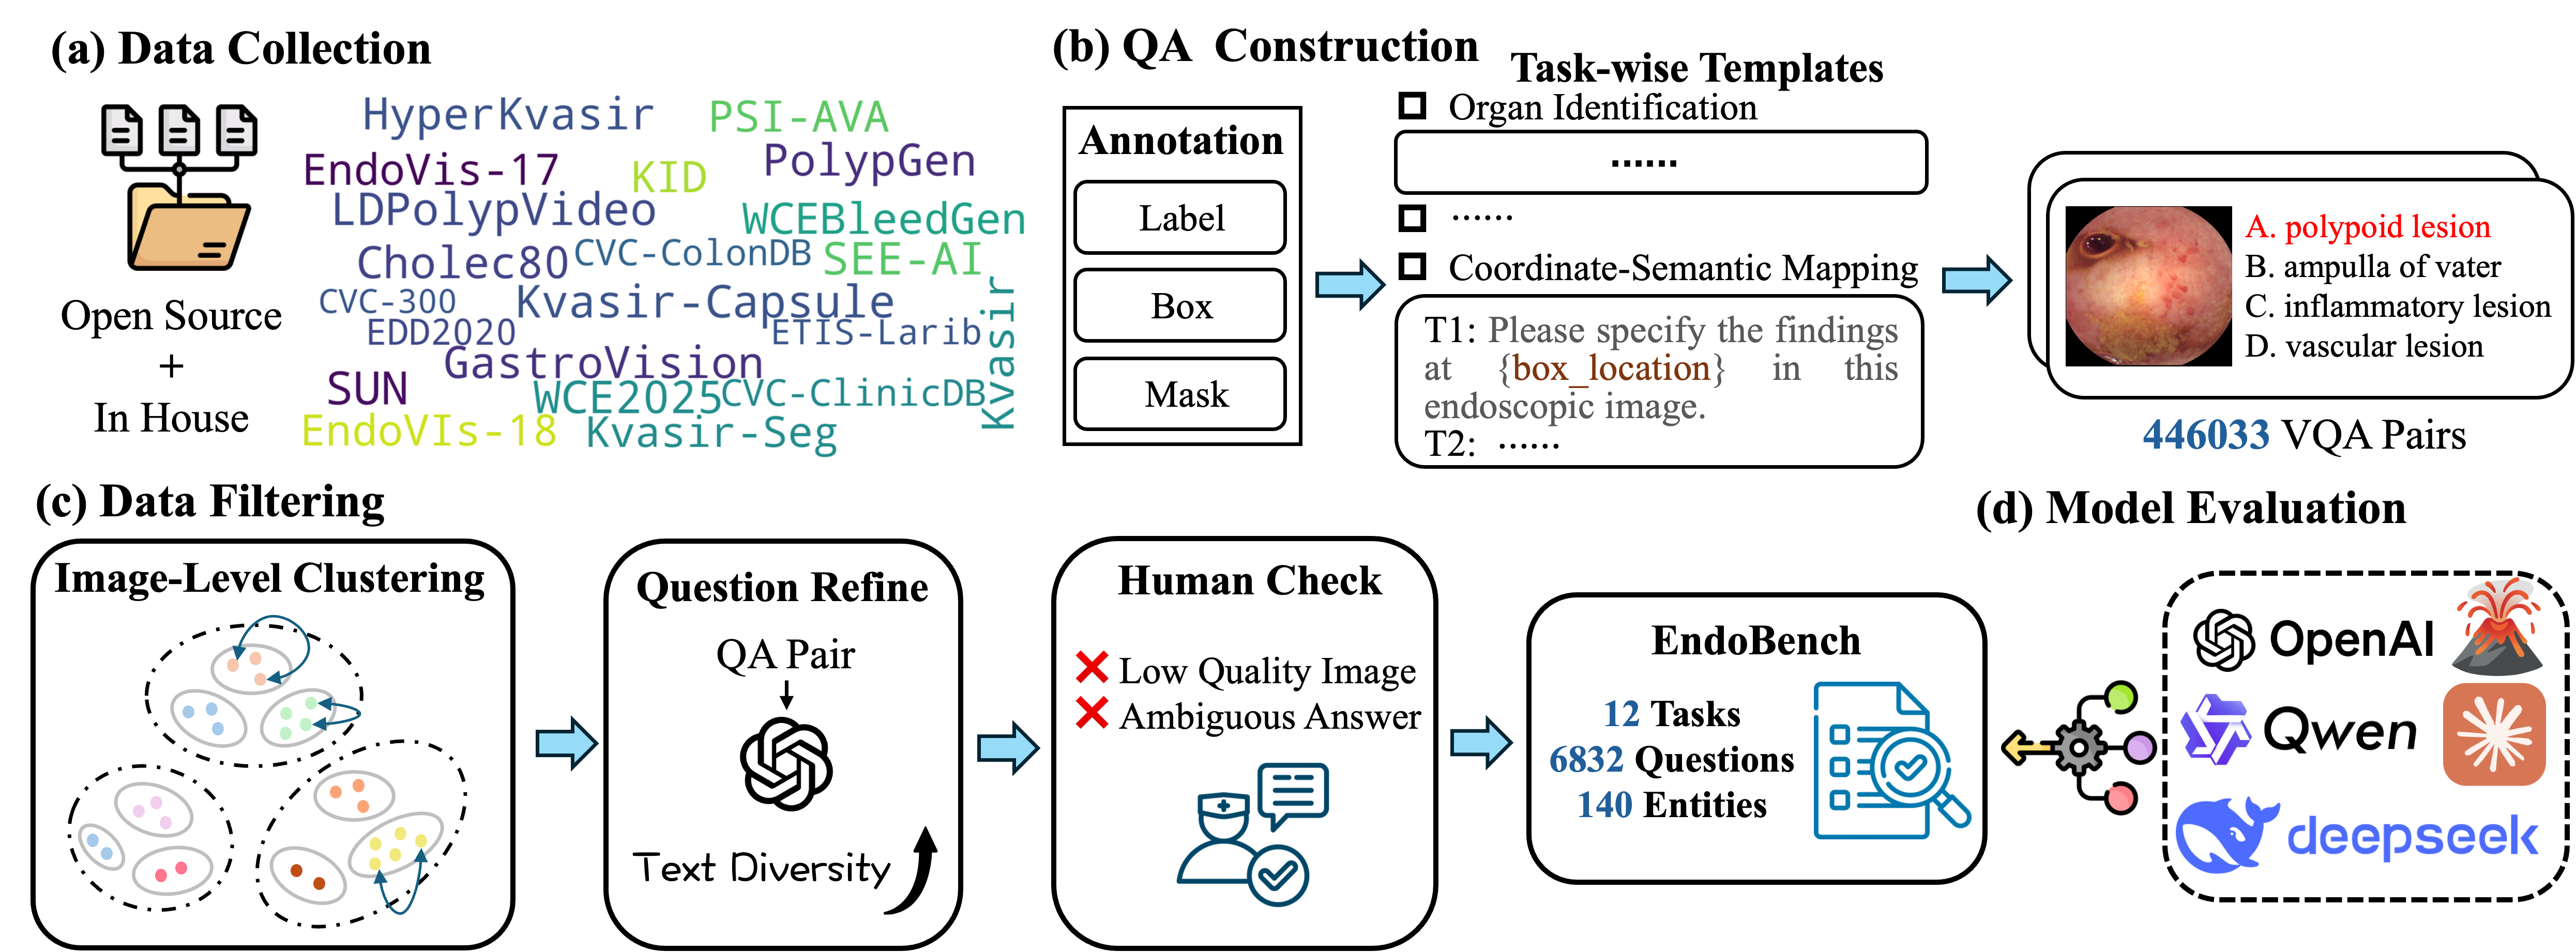 (a) Data Collection
Open Source
+
In House
HyperKvasir
PSI-AVA
EndoVis-17
KID
PolypGen
LDPolypVideo
WCEBleedGen
Cholec80
CVC-ColonDB
SEE-AI
CVC-300
Kvasir-Capsule
EDD2020
ETIS-Larib
Kvasir
GastroVision
SUN
WCE2025
CVC-ClinicDB
EndoVIs-18
Kvasir-Seg
(b) QA Construction
Annotation
Label
Box
Mask
Task-wise Templates
Organ Identification
......
......
Coordinate-Semantic Mapping
T1: Please specify the findings
at {box_location} in this
endoscopic image.
T2: ......
A. polypoid lesion
B. ampulla of vater
C. inflammatory lesion
D. vascular lesion
446033 VQA Pairs
(c) Data Filtering
Image-Level Clustering
Question Refine
QA Pair
Text Diversity
Human Check
Low Quality Image
Ambiguous Answer
EndoBench
12 Tasks
6832 Questions
140 Entities
(d) Model Evaluation
OpenAI
Qwen
deepseek